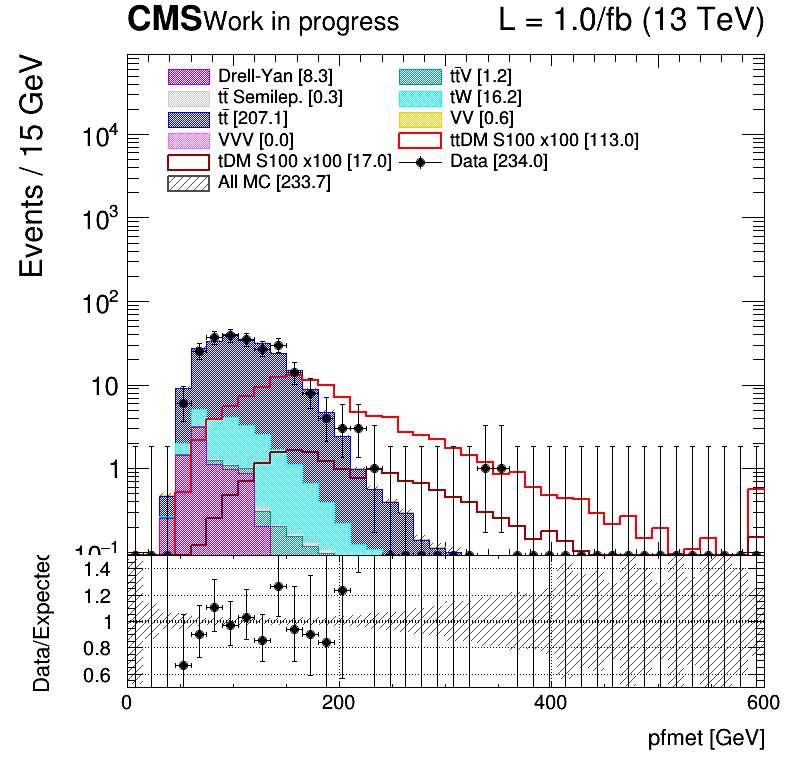 CMS Work in progress L = 1.0/fb (13 TeV)
Events / 15 GeV
Drell-Yan [8.3] tt̄V [1.2]
tt̄ Semilep. [0.3] tW [16.2]
tt̄ [207.1] VV [0.6]
VVV [0.0] ttDM S100 x100 [113.0]
tDM S100 x100 [17.0] Data [234.0]
All MC [233.7]
10⁴
10³
10²
10
1
10⁻¹
Data/Expected
1.4
1.2
1
0.8
0.6
0 200 400 600
pfmet [GeV]